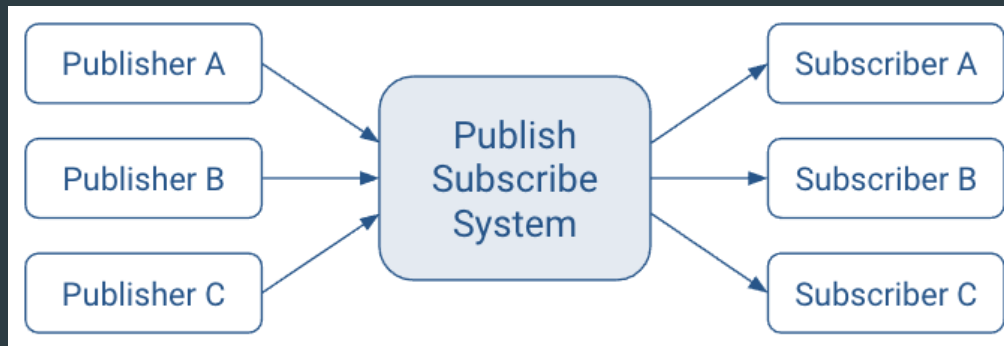 Publisher A
Publisher B
Publisher C
Publish
Subscribe
System
Subscriber A
Subscriber B
Subscriber C